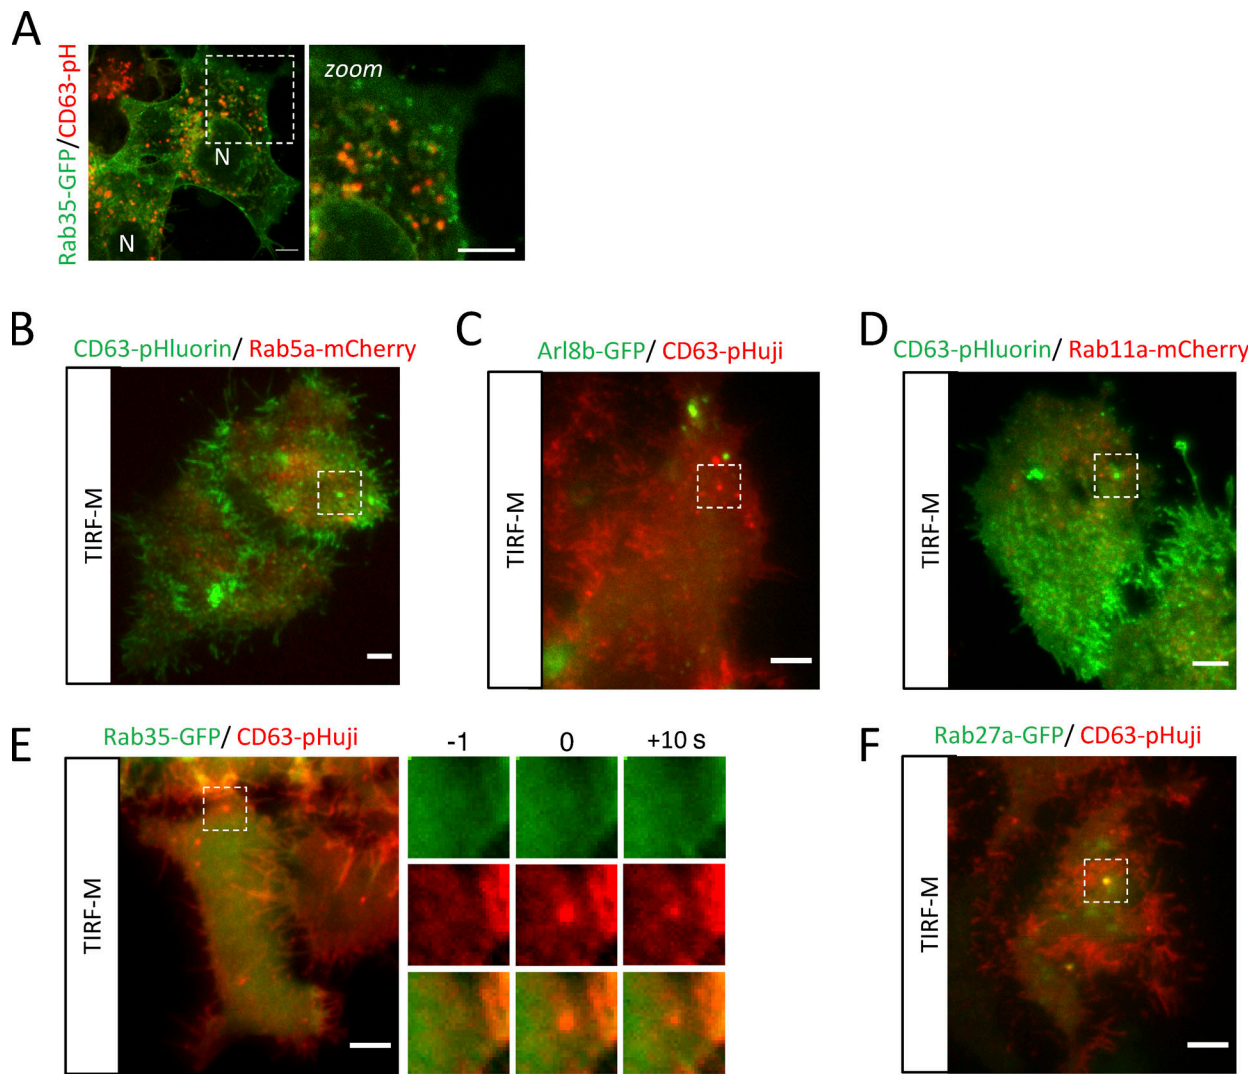 A
Rab35-GFP/CD63-pH
zoom
N
N
B
CD63-pHluorin/ Rab5a-mCherry
TIRF-M
C
Arl8b-GFP/ CD63-pHuji
TIRF-M
D
CD63-pHluorin/ Rab11a-mCherry
TIRF-M
E
Rab35-GFP/ CD63-pHuji
-1 0 +10 s
TIRF-M
F
Rab27a-GFP/ CD63-pHuji
TIRF-M